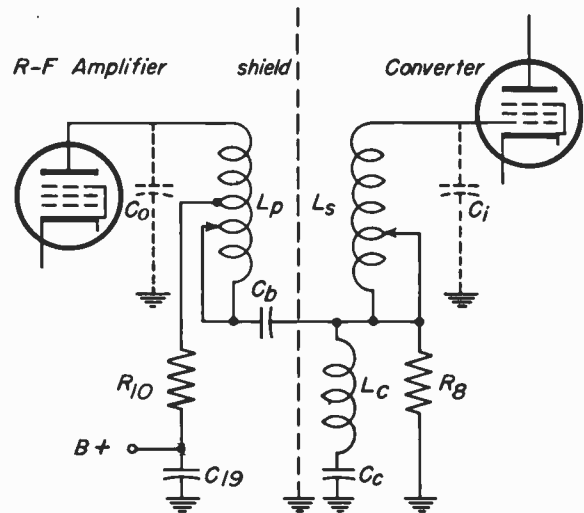 R-F Amplifier
shield
Converter
Co
Lp
Ls
Ci
Cb
R10
Lc
R8
B+
C19
Cc